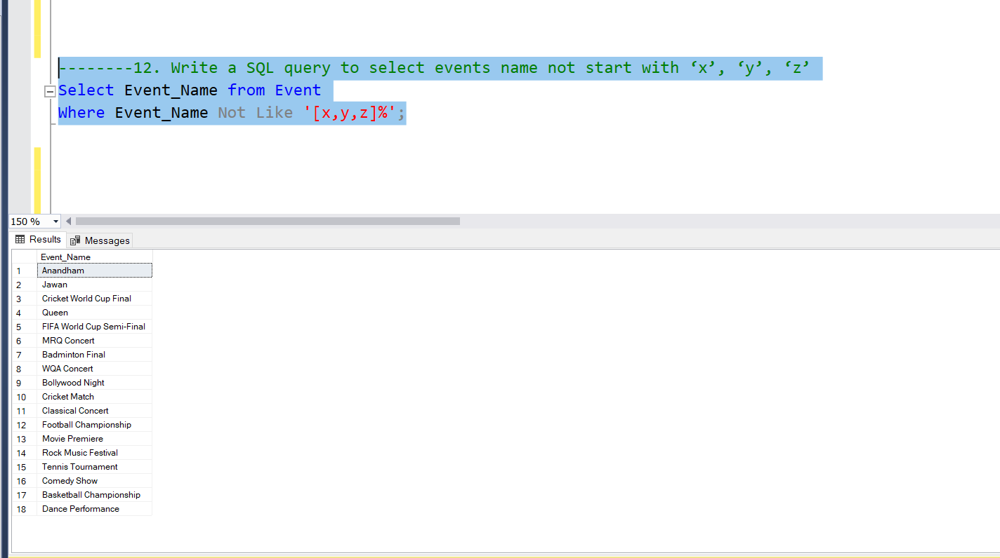 --------12. Write a SQL query to select events name not start with ‘x’, ‘y’, ‘z’
Select Event_Name from Event
Where Event_Name Not Like '[x,y,z]%';
150 %
Results Messages
Event_Name
1 Anandham
2 Jawan
3 Cricket World Cup Final
4 Queen
5 FIFA World Cup Semi-Final
6 MRQ Concert
7 Badminton Final
8 WQA Concert
9 Bollywood Night
10 Cricket Match
11 Classical Concert
12 Football Championship
13 Movie Premiere
14 Rock Music Festival
15 Tennis Tournament
16 Comedy Show
17 Basketball Championship
18 Dance Performance